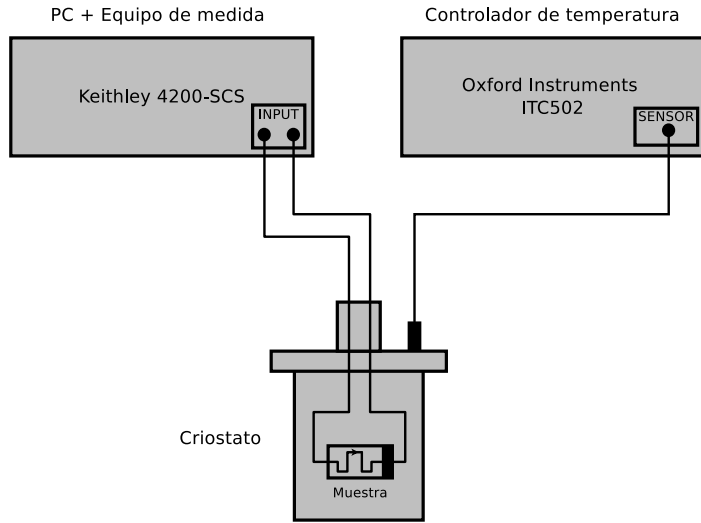 PC + Equipo de medida
Controlador de temperatura
Keithley 4200-SCS
INPUT
Oxford Instruments
ITC502
SENSOR
Criostato
Muestra